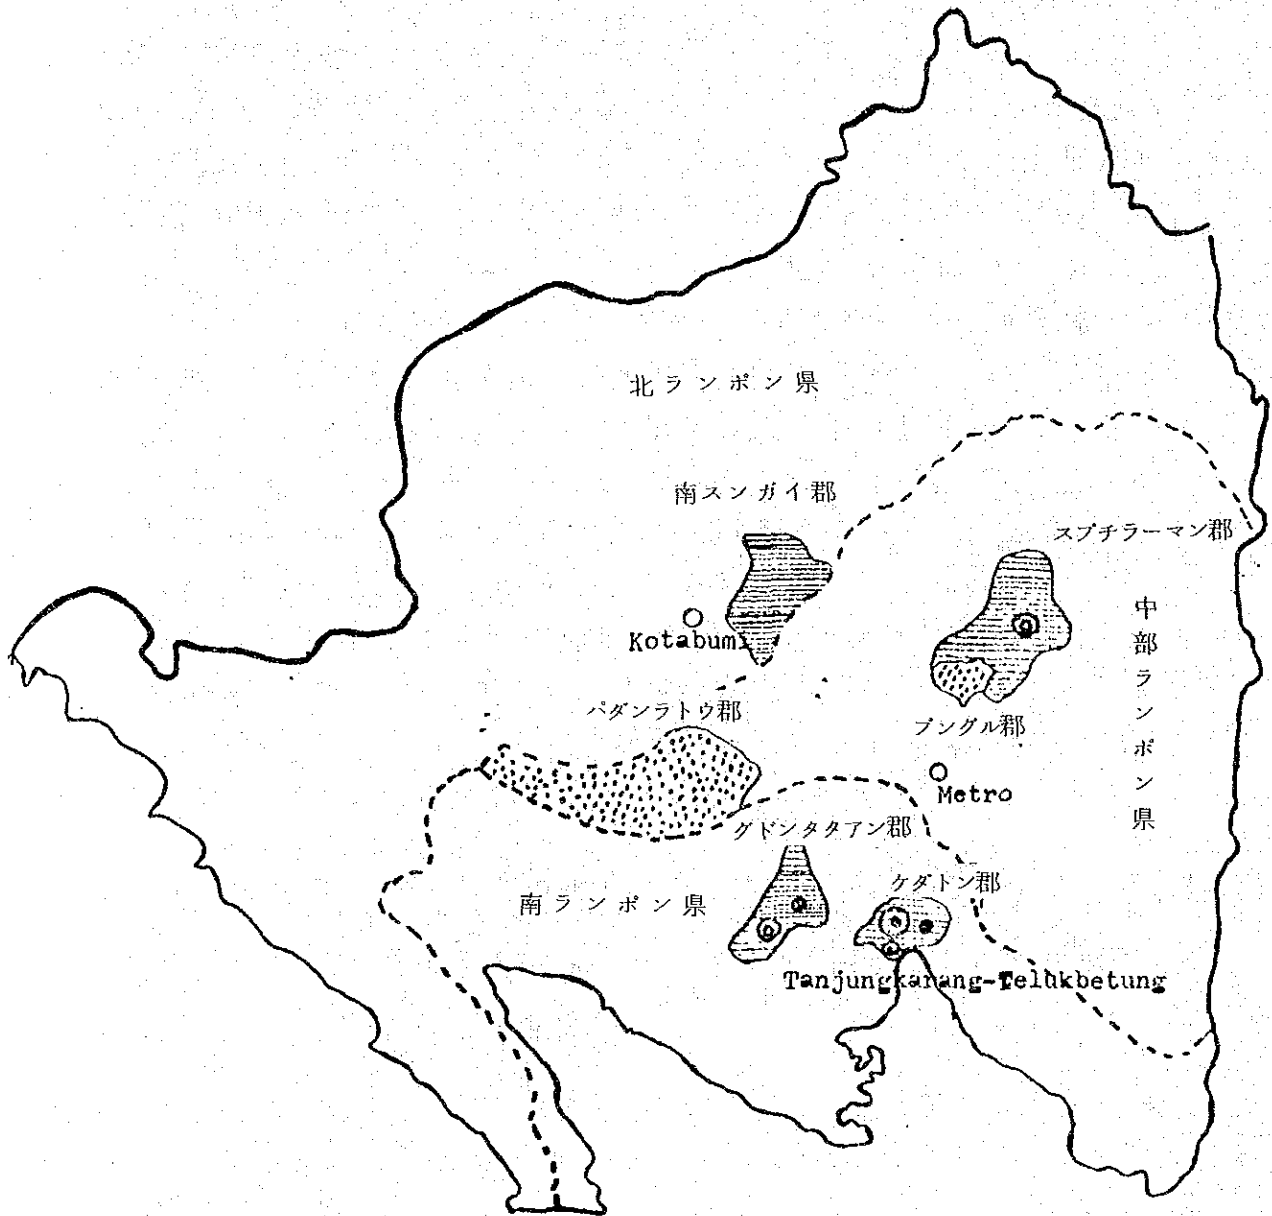 北ランポン県
南スンガイ郡
スプチラーマン郡
Kotabumi
中部ランポン県
パダンラトウ郡
プングル郡
Metro
グドンタタアン郡
南ランポン県
ケダトン郡
Tanjungkarang-Telukbetung